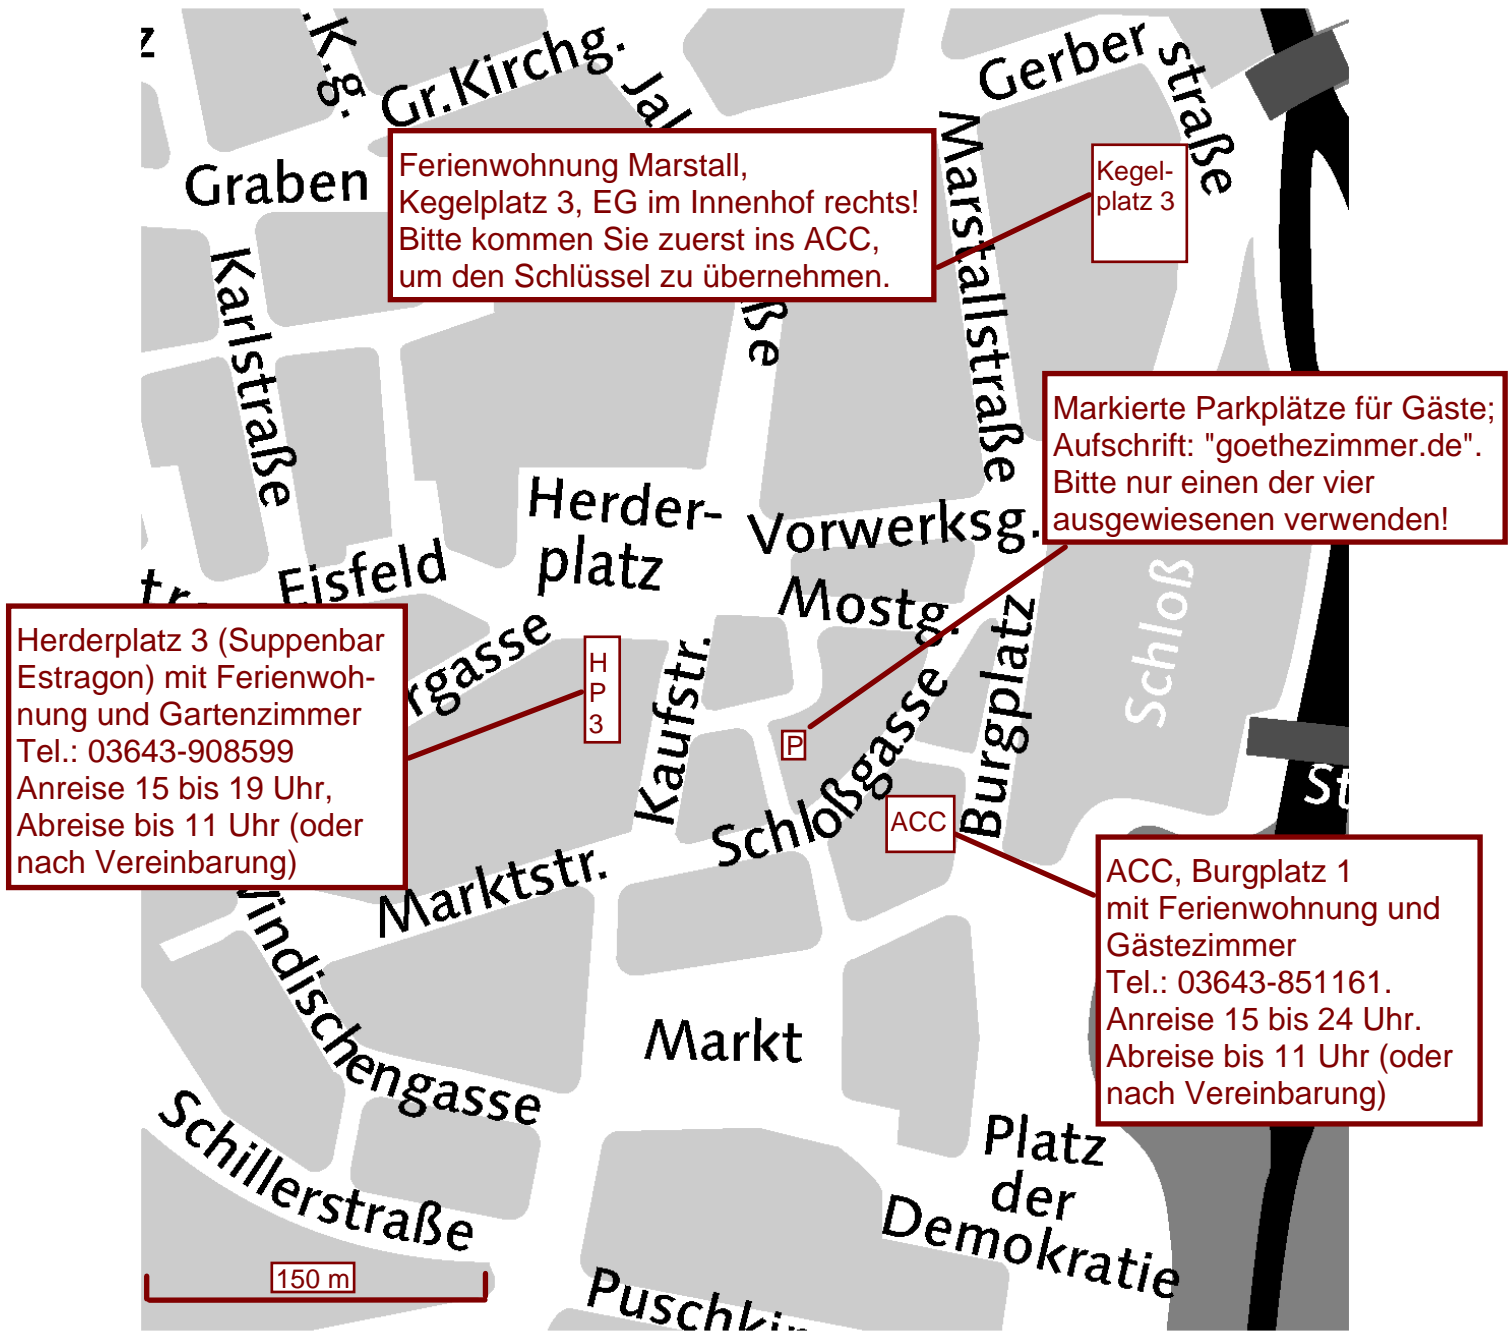 z
.K.g.
Gr.Kirchg.
Gerber
straße
Graben
Ferienwohnung Marstall,
Kegelplatz 3, EG im Innenhof rechts!
Bitte kommen Sie zuerst ins ACC,
um den Schlüssel zu übernehmen.
Kegel-
platz 3
Marstallstraße
Karlstraße
Markierte Parkplätze für Gäste;
Aufschrift: "goethezimmer.de".
Bitte nur einen der vier
ausgewiesenen verwenden!
Herder-
platz
Vorwerksg.
Eisfeld
Mostg.
Schloß
Burgplatz
Herderplatz 3 (Suppenbar
Estragon) mit Ferienwoh-
nung und Gartenzimmer
Tel.: 03643-908599
Anreise 15 bis 19 Uhr,
Abreise bis 11 Uhr (oder
nach Vereinbarung)
rgasse
H
P
3
Kaufstr.
P
Schloßgasse
ACC
Marktstr.
ACC, Burgplatz 1
mit Ferienwohnung und
Gästezimmer
Tel.: 03643-851161.
Anreise 15 bis 24 Uhr.
Abreise bis 11 Uhr (oder
nach Vereinbarung)
indischengasse
Markt
Schillerstraße
Platz
der
Demokratie
150 m